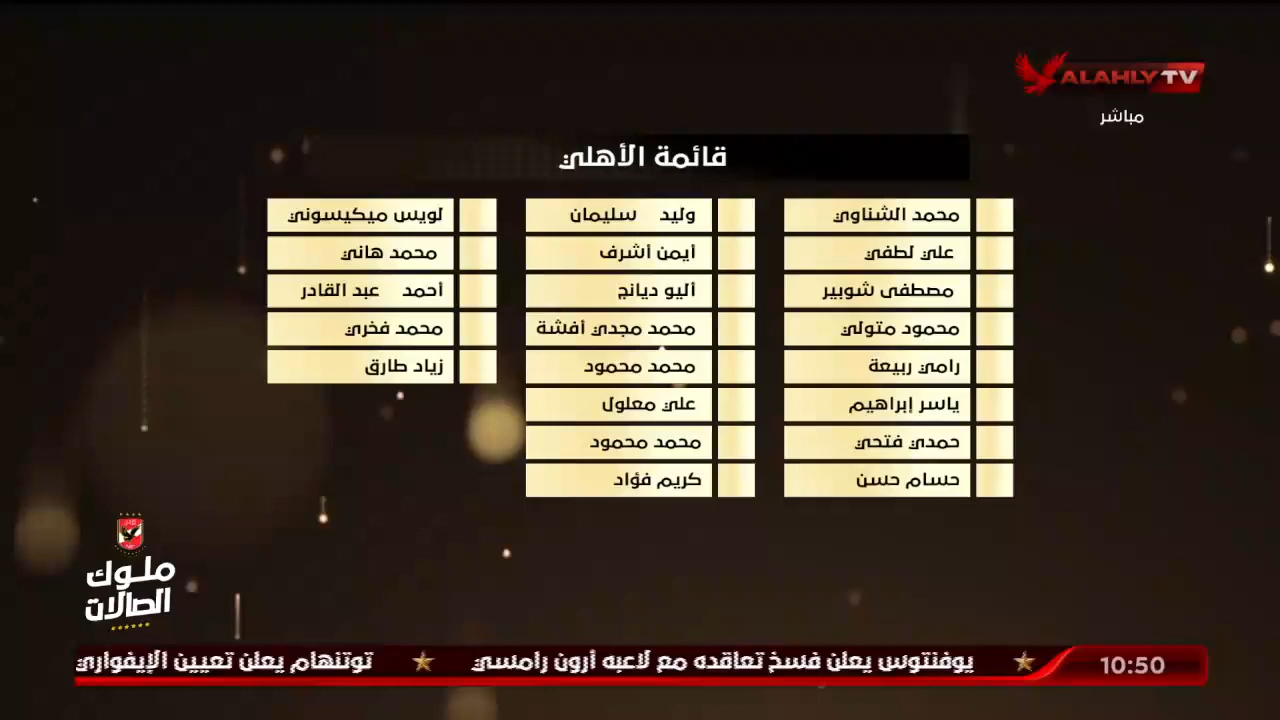 ALAHLY TV
مباشر
قائمة الأهلي
محمد الشناوي
علي لطفي
مصطفى شوبير
محمود متولي
رامي ربيعة
ياسر إبراهيم
حمدي فتحي
حسام حسن
وليد سليمان
أيمن أشرف
أليو ديانج
محمد مجدي أفشة
محمد محمود
علي معلول
محمد محمود
كريم فؤاد
لويس ميكيسوني
محمد هاني
أحمد عبد القادر
محمد فخري
زياد طارق
ملوك
الصالات
10:50 يوفنتوس يعلن فسخ تعاقده مع لاعبه أرون رامسي توتنهام يعلن تعيين الإيفواري